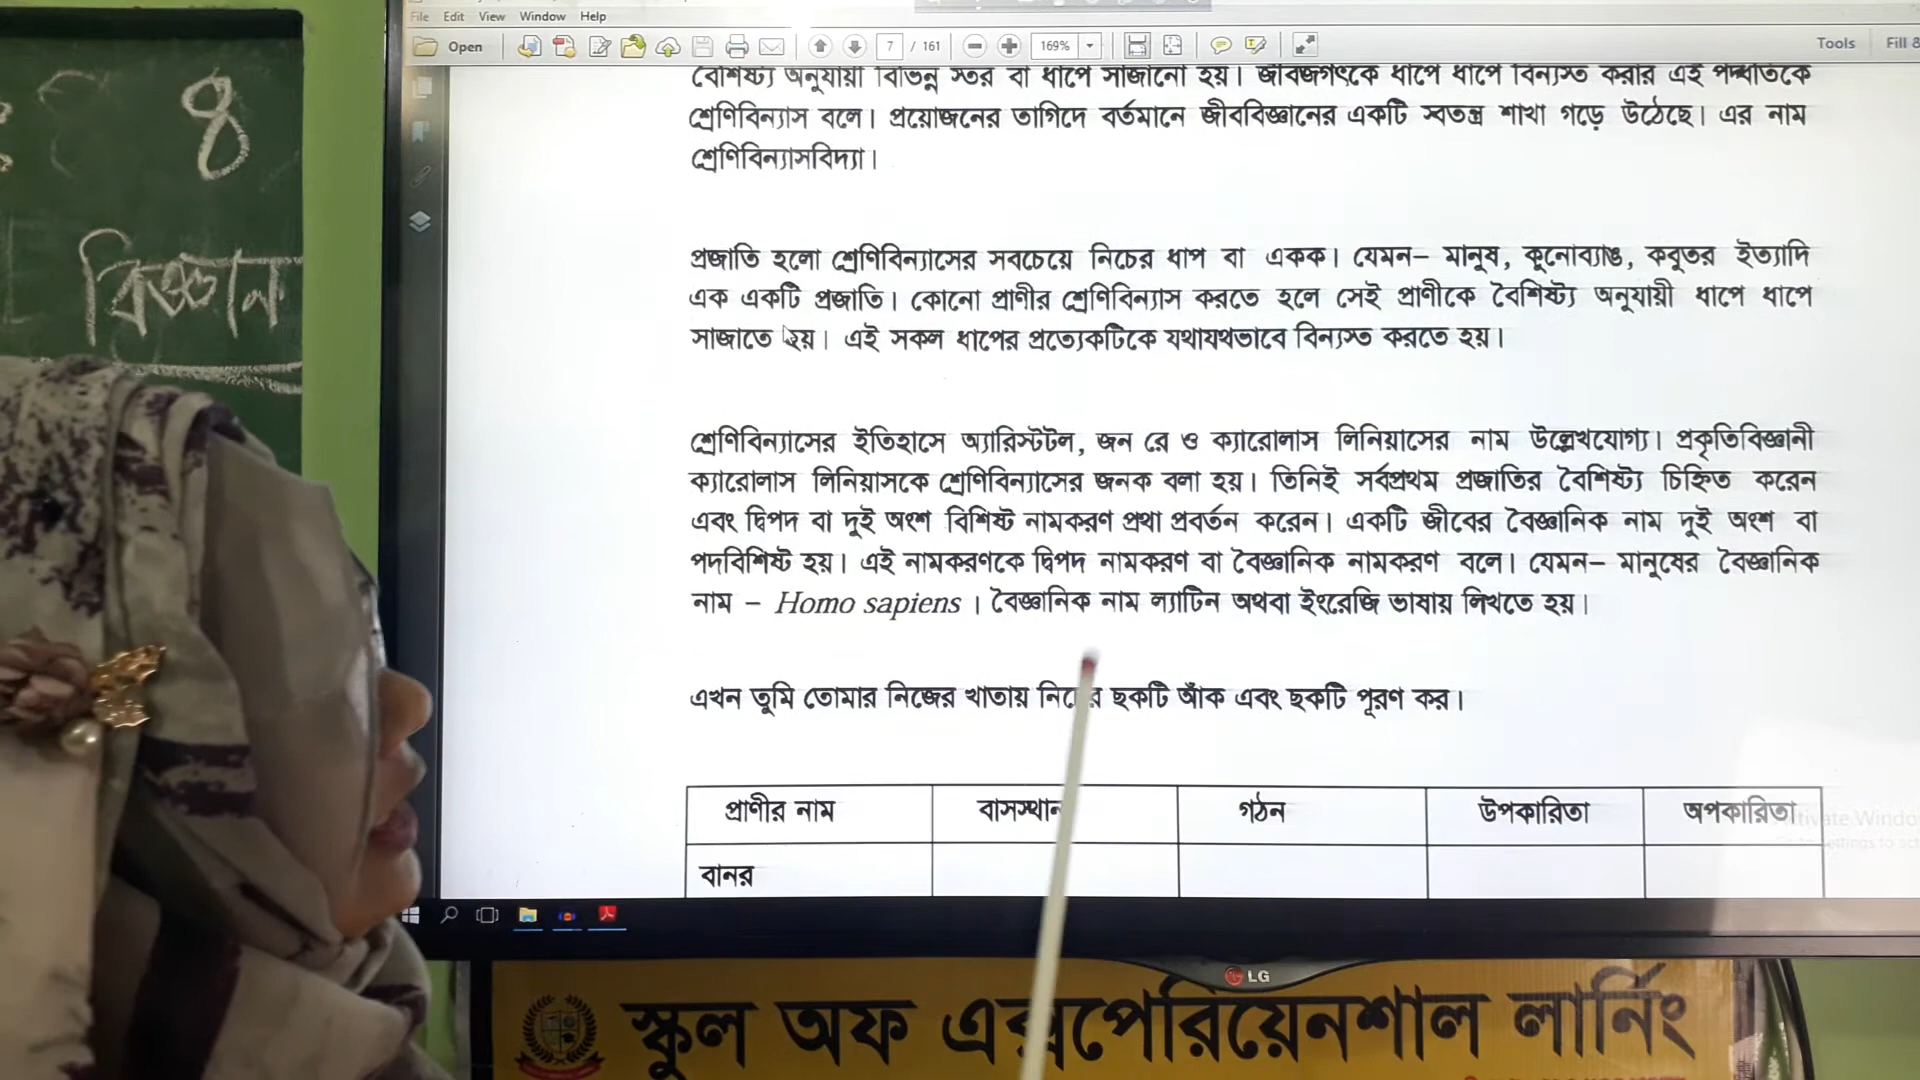 File Edit View Window Help
Open 7 / 161 169% Tools Fill &
৪
বিজ্ঞান
বৈশিষ্ট্য অনুযায়ী বিভিন্ন স্তর বা ধাপে সাজানো হয়। জীবজগৎকে ধাপে ধাপে বিন্যস্ত করার এই পদ্ধতিকে
শ্রেণিবিন্যাস বলে। প্রয়োজনের তাগিদে বর্তমানে জীববিজ্ঞানের একটি স্বতন্ত্র শাখা গড়ে উঠেছে। এর নাম
শ্রেণিবিন্যাসবিদ্যা।
প্রজাতি হলো শ্রেণিবিন্যাসের সবচেয়ে নিচের ধাপ বা একক। যেমন– মানুষ, কুনোব্যাঙ, কবুতর ইত্যাদি
এক একটি প্রজাতি। কোনো প্রাণীর শ্রেণিবিন্যাস করতে হলে সেই প্রাণীকে বৈশিষ্ট্য অনুযায়ী ধাপে ধাপে
সাজাতে হয়। এই সকল ধাপের প্রত্যেকটিকে যথাযথভাবে বিন্যস্ত করতে হয়।
শ্রেণিবিন্যাসের ইতিহাসে অ্যারিস্টটল, জন রে ও ক্যারোলাস লিনিয়াসের নাম উল্লেখযোগ্য। প্রকৃতিবিজ্ঞানী
ক্যারোলাস লিনিয়াসকে শ্রেণিবিন্যাসের জনক বলা হয়। তিনিই সর্বপ্রথম প্রজাতির বৈশিষ্ট্য চিহ্নিত করেন
এবং দ্বিপদ বা দুই অংশ বিশিষ্ট নামকরণ প্রথা প্রবর্তন করেন। একটি জীবের বৈজ্ঞানিক নাম দুই অংশ বা
পদবিশিষ্ট হয়। এই নামকরণকে দ্বিপদ নামকরণ বা বৈজ্ঞানিক নামকরণ বলে। যেমন– মানুষের বৈজ্ঞানিক
নাম – Homo sapiens । বৈজ্ঞানিক নাম ল্যাটিন অথবা ইংরেজি ভাষায় লিখতে হয়।
এখন তুমি তোমার নিজের খাতায় নিচের ছকটি আঁক এবং ছকটি পূরণ কর।
প্রাণীর নাম বাসস্থান গঠন উপকারিতা অপকারিতা
বানর
LG
স্কুল অফ এক্সপেরিয়েনশাল লার্নিং